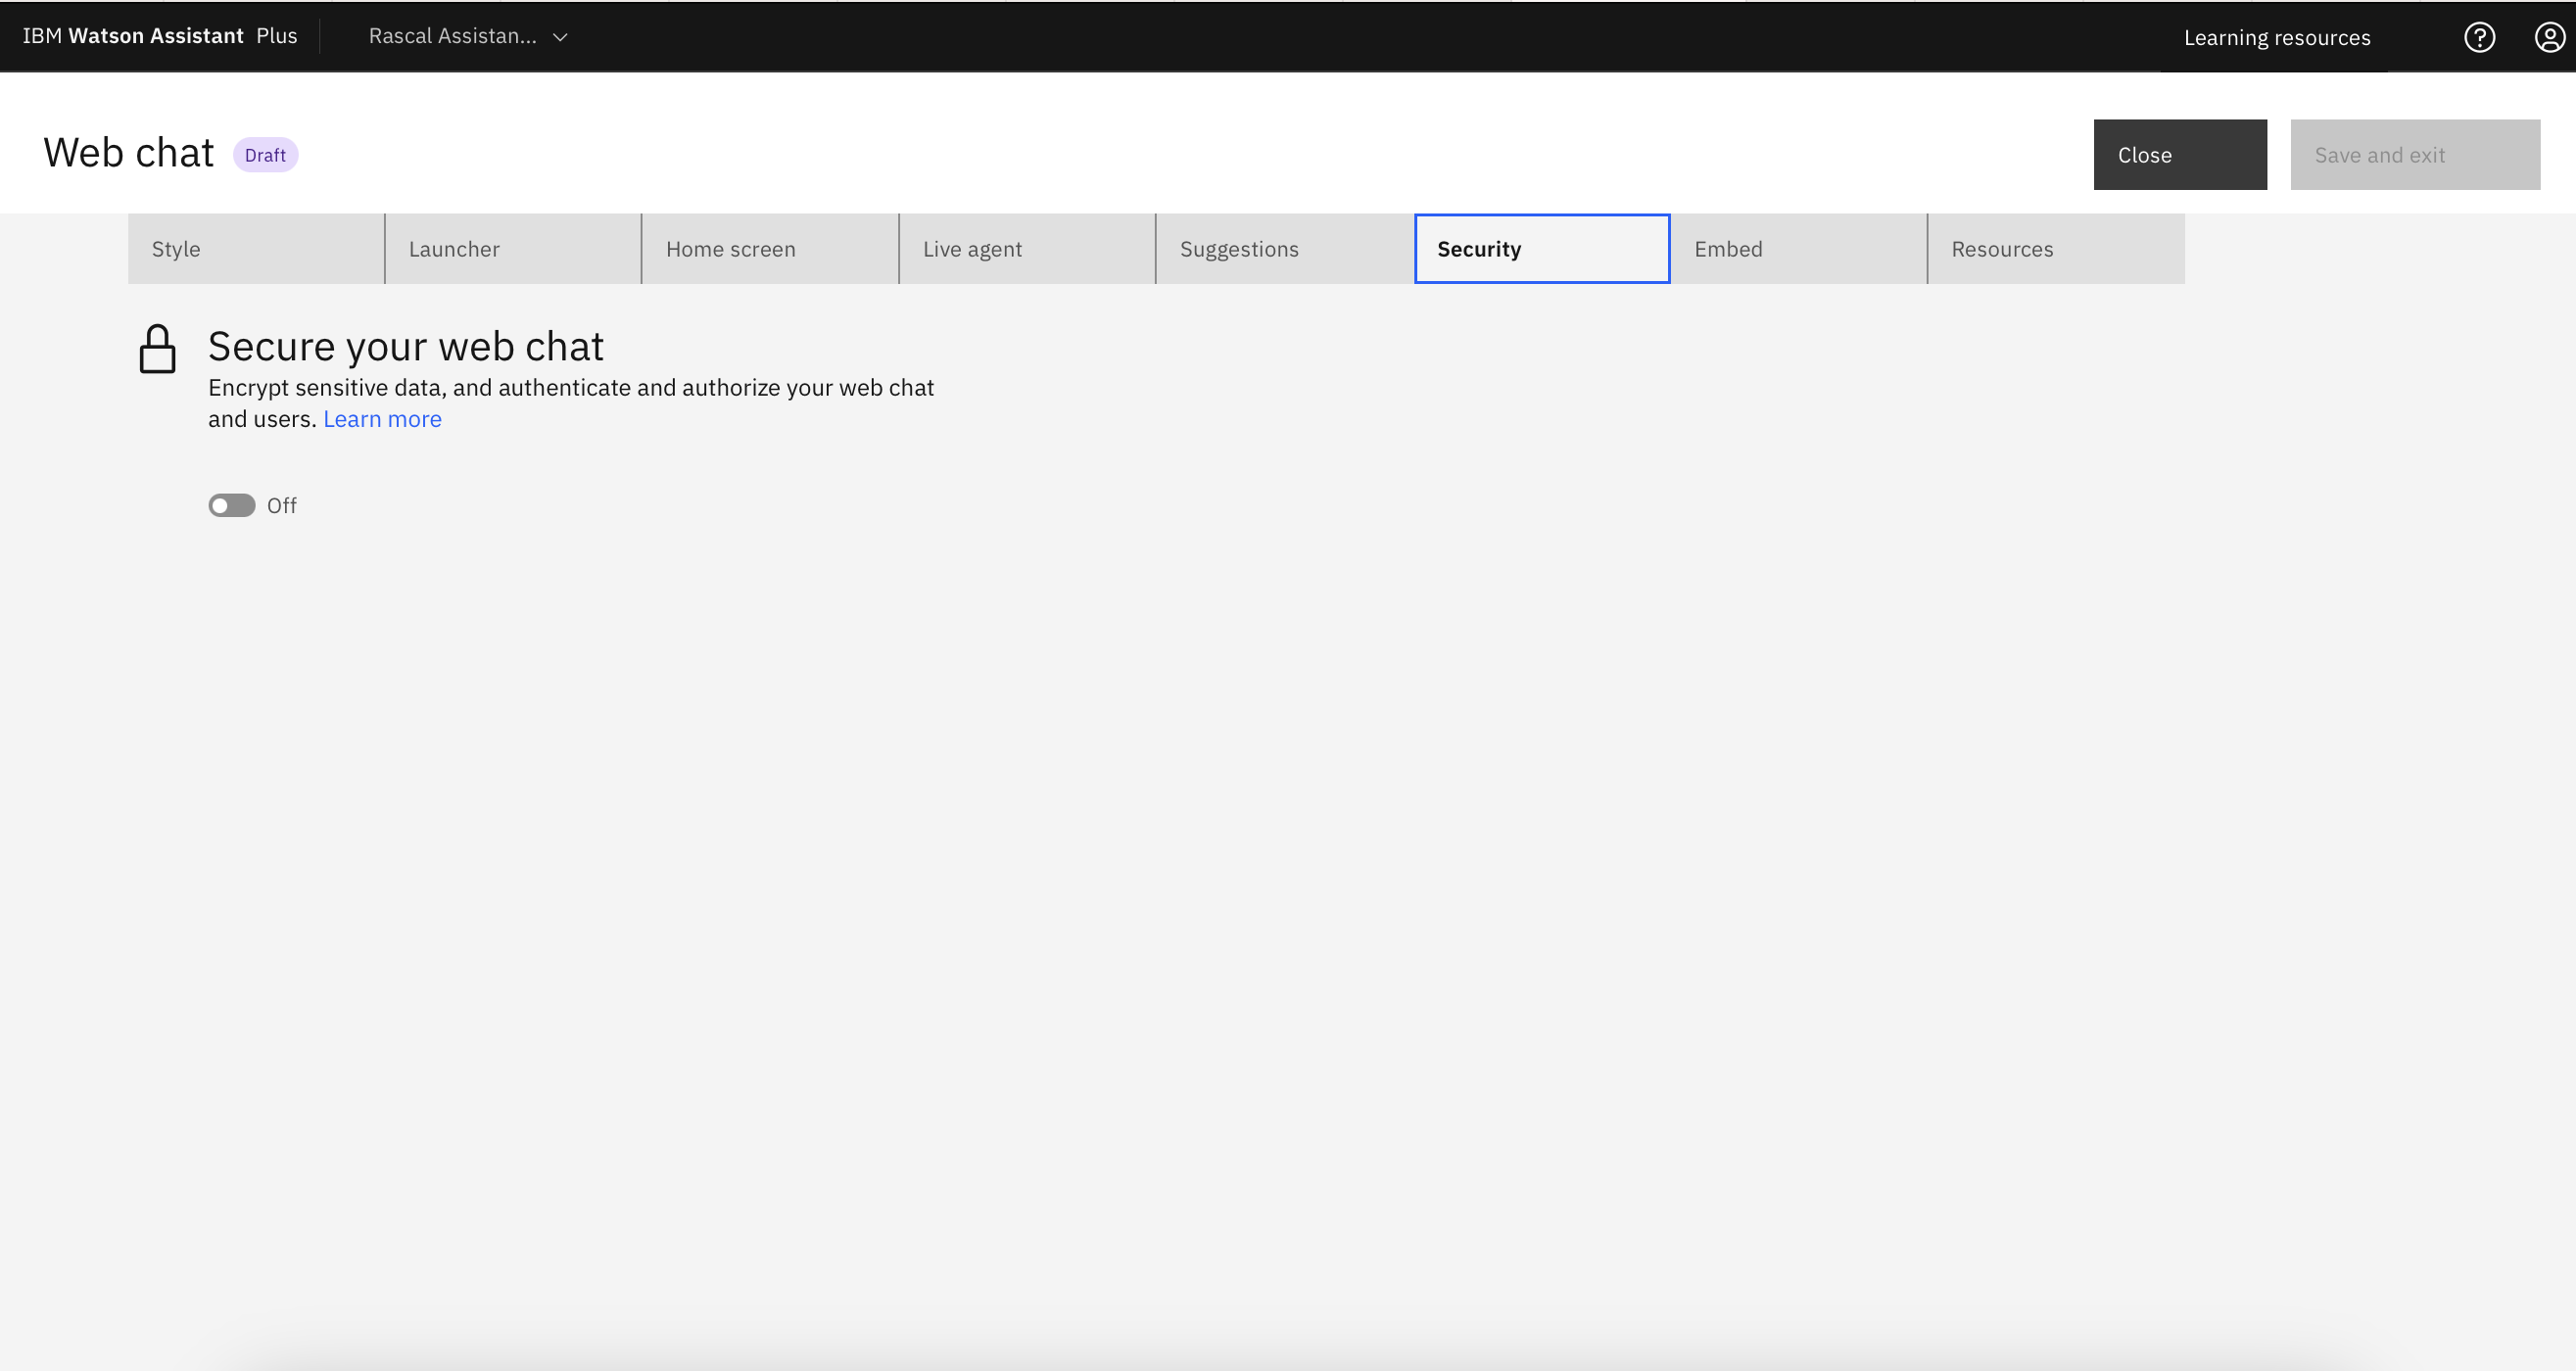 IBM Watson Assistant Plus
Rascal Assistan...
Learning resources
Web chat
Draft
Close
Save and exit
Style
Launcher
Home screen
Live agent
Suggestions
Security
Embed
Resources
Secure your web chat
Encrypt sensitive data, and authenticate and authorize your web chat
and users. Learn more
Off